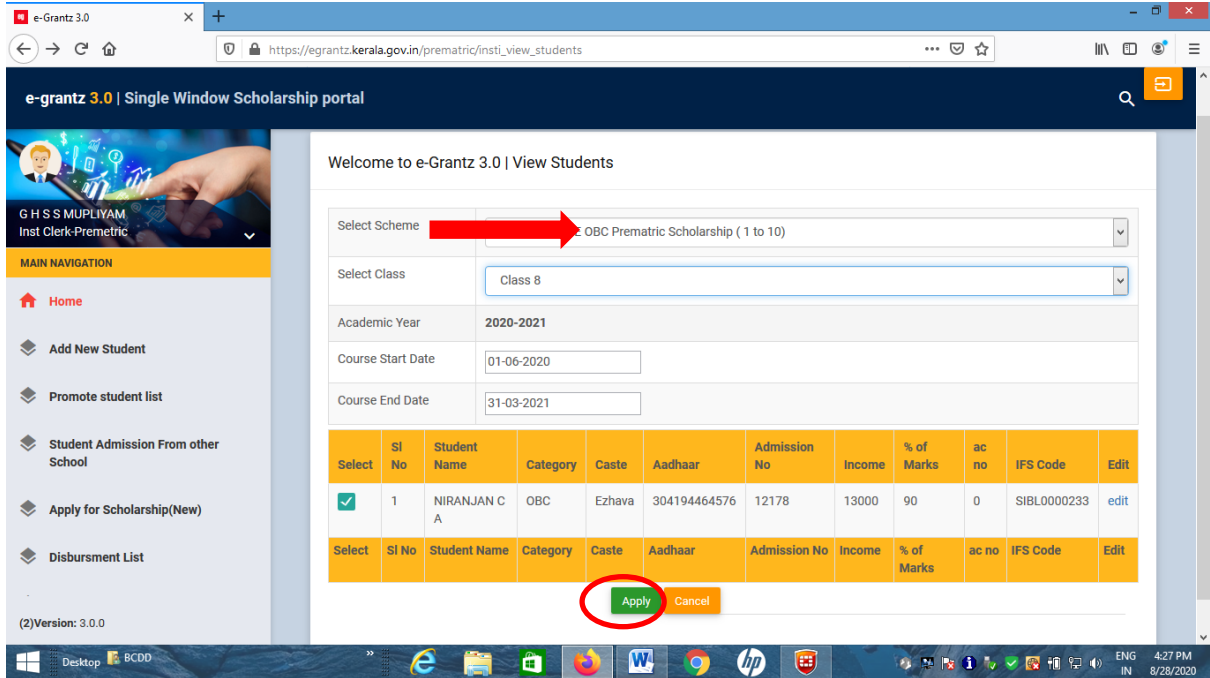 e-Grantz 3.0
https://egrantz.kerala.gov.in/prematric/insti_view_students
e-grantz 3.0 | Single Window Scholarship portal
G H S S MUPLIYAM
Inst Clerk-Premetric
MAIN NAVIGATION
Home
Add New Student
Promote student list
Student Admission From other
School
Apply for Scholarship(New)
Disbursment List
(2)Version: 3.0.0
Welcome to e-Grantz 3.0 | View Students
Select Scheme
OBC Prematric Scholarship ( 1 to 10)
Select Class
Class 8
Academic Year 2020-2021
Course Start Date 01-06-2020
Course End Date 31-03-2021
Select Sl No Student Name Category Caste Aadhaar Admission No Income % of Marks ac no IFS Code Edit
1 NIRANJAN C A OBC Ezhava 304194464576 12178 13000 90 0 SIBL0000233 edit
Select Sl No Student Name Category Caste Aadhaar Admission No Income % of Marks ac no IFS Code Edit
Apply Cancel
Desktop BCDD » ENG 4:27 PM
IN 8/28/2020